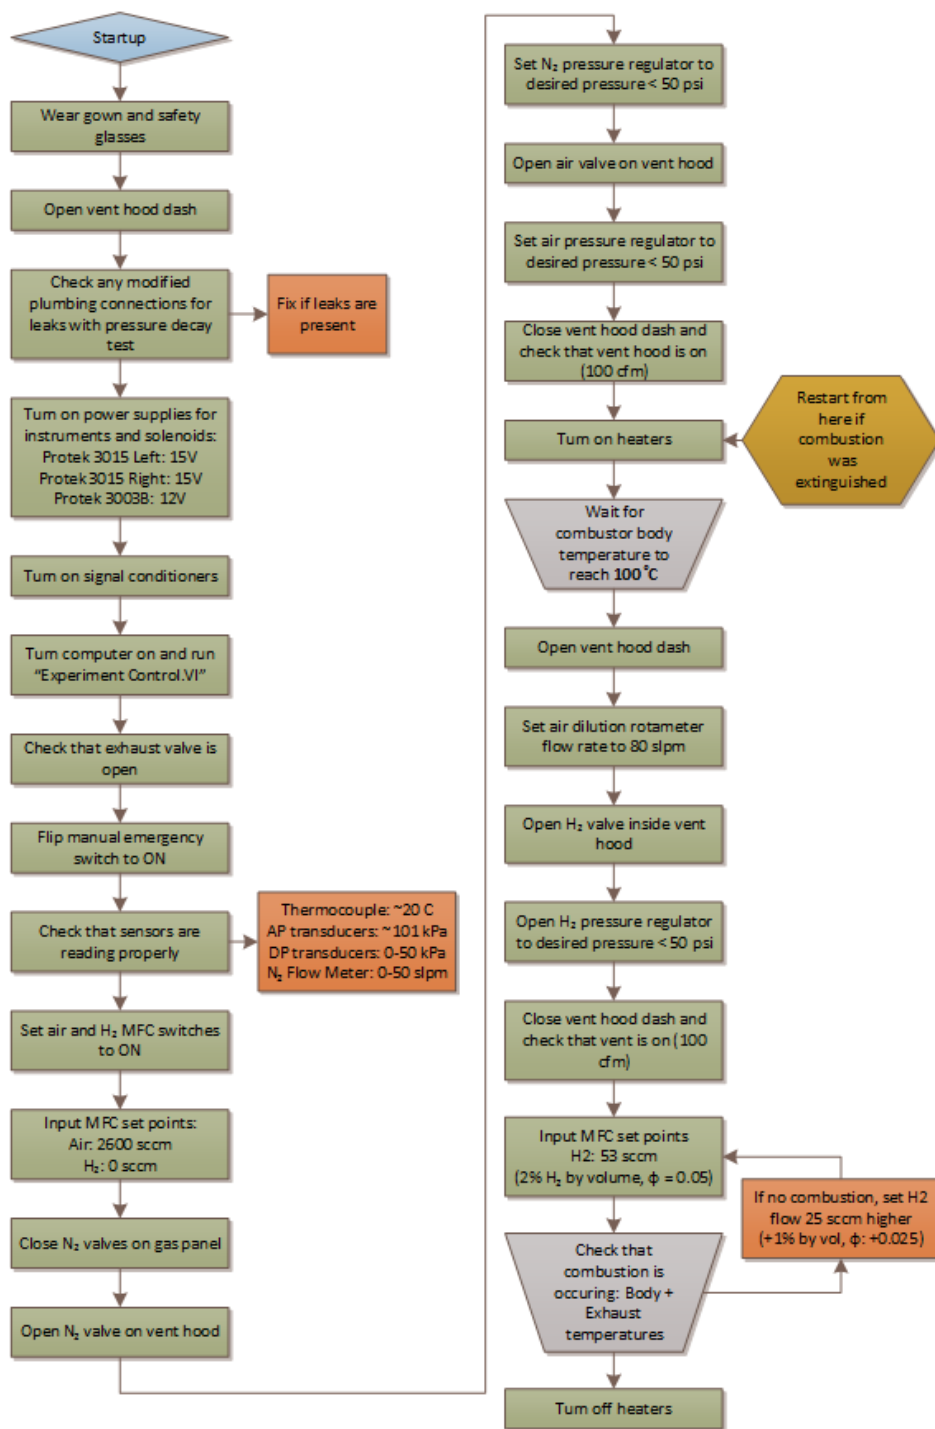 Startup
Wear gown and safety
glasses
Open vent hood dash
Check any modified
plumbing connections for
leaks with pressure decay
test
Fix if leaks are
present
Turn on power supplies for
instruments and solenoids:
Protek 3015 Left: 15V
Protek 3015 Right: 15V
Protek 3003B: 12V
Turn on signal conditioners
Turn computer on and run
“Experiment Control.VI”
Check that exhaust valve is
open
Flip manual emergency
switch to ON
Check that sensors are
reading properly
Thermocouple: ~20 C
AP transducers: ~101 kPa
DP transducers: 0-50 kPa
N₂ Flow Meter: 0-50 slpm
Set air and H₂ MFC switches
to ON
Input MFC set points:
Air: 2600 sccm
H₂: 0 sccm
Close N₂ valves on gas panel
Open N₂ valve on vent hood
Set N₂ pressure regulator to
desired pressure < 50 psi
Open air valve on vent hood
Set air pressure regulator to
desired pressure < 50 psi
Close vent hood dash and
check that vent hood is on
(100 cfm)
Turn on heaters
Restart from
here if
combustion
was
extinguished
Wait for
combustor body
temperature to
reach 100°C
Open vent hood dash
Set air dilution rotameter
flow rate to 80 slpm
Open H₂ valve inside vent
hood
Open H₂ pressure regulator
to desired pressure < 50 psi
Close vent hood dash and
check that vent is on (100
cfm)
Input MFC set points
H2: 53 sccm
(2% H₂ by volume, ϕ = 0.05)
If no combustion, set H2
flow 25 sccm higher
(+1% by vol, ϕ: +0.025)
Check that
combustion is
occuring: Body +
Exhaust
temperatures
Turn off heaters